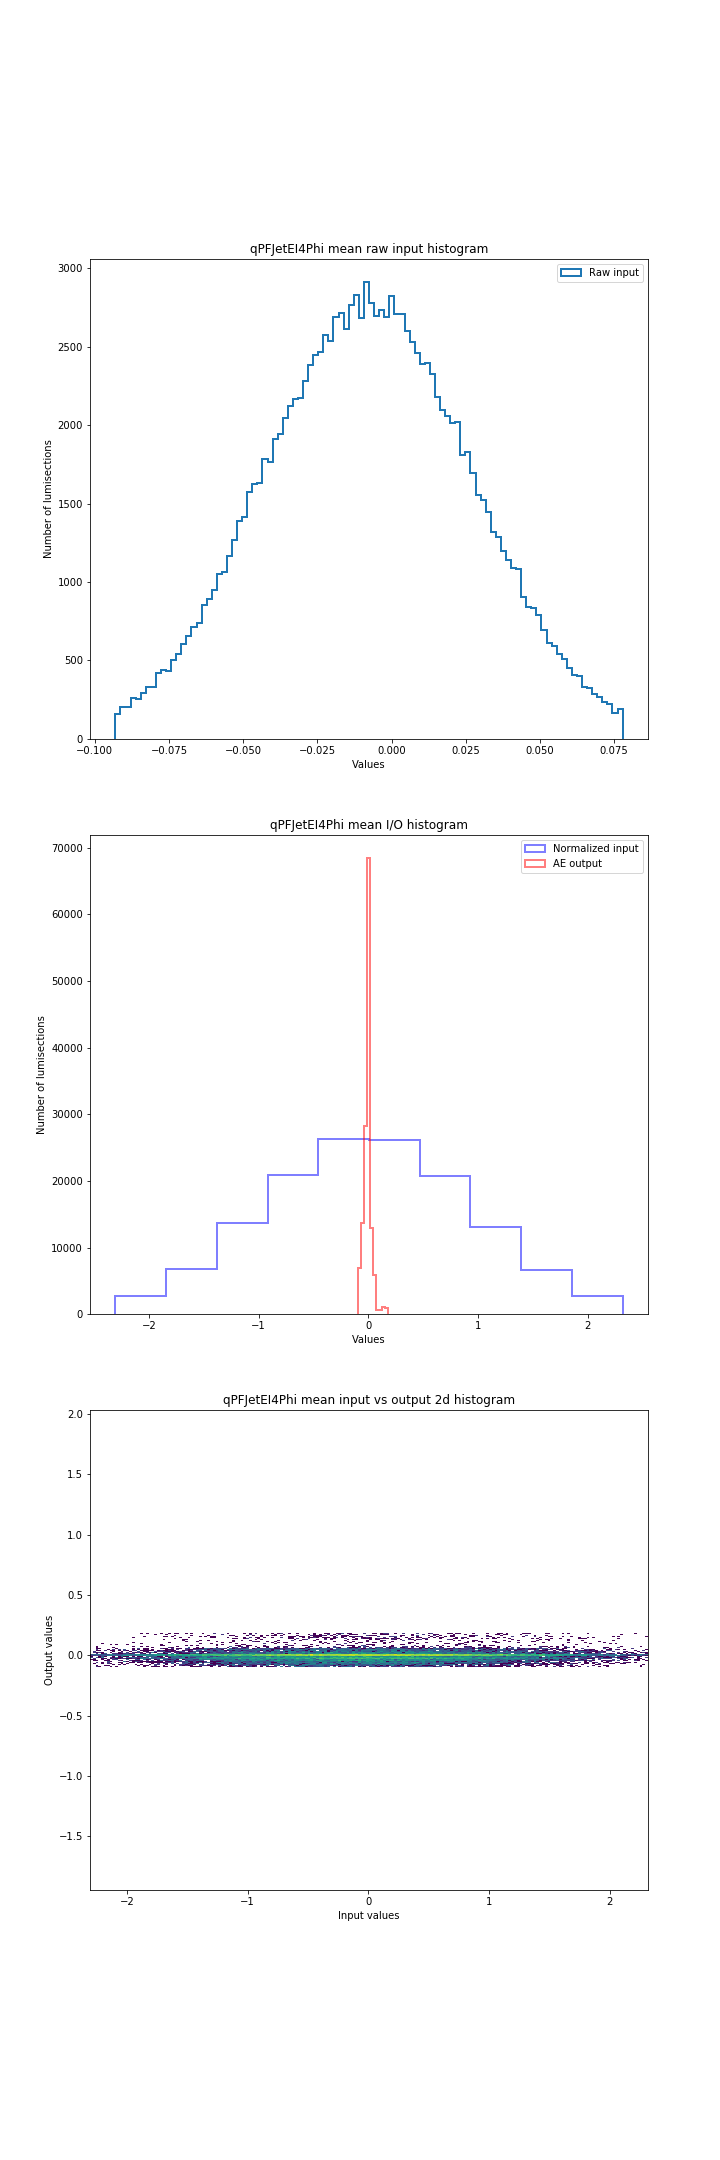 qPFJetEI4Phi mean raw input histogram
Raw input
3000
2500
2000
1500
1000
500
0
Number of lumisections
−0.100 −0.075 −0.050 −0.025 0.000 0.025 0.050 0.075
Values
qPFJetEI4Phi mean I/O histogram
Normalized input
AE output
70000
60000
50000
40000
30000
20000
10000
0
Number of lumisections
−2 −1 0 1 2
Values
qPFJetEI4Phi mean input vs output 2d histogram
2.0
1.5
1.0
0.5
0.0
−0.5
−1.0
−1.5
Output values
−2 −1 0 1 2
Input values